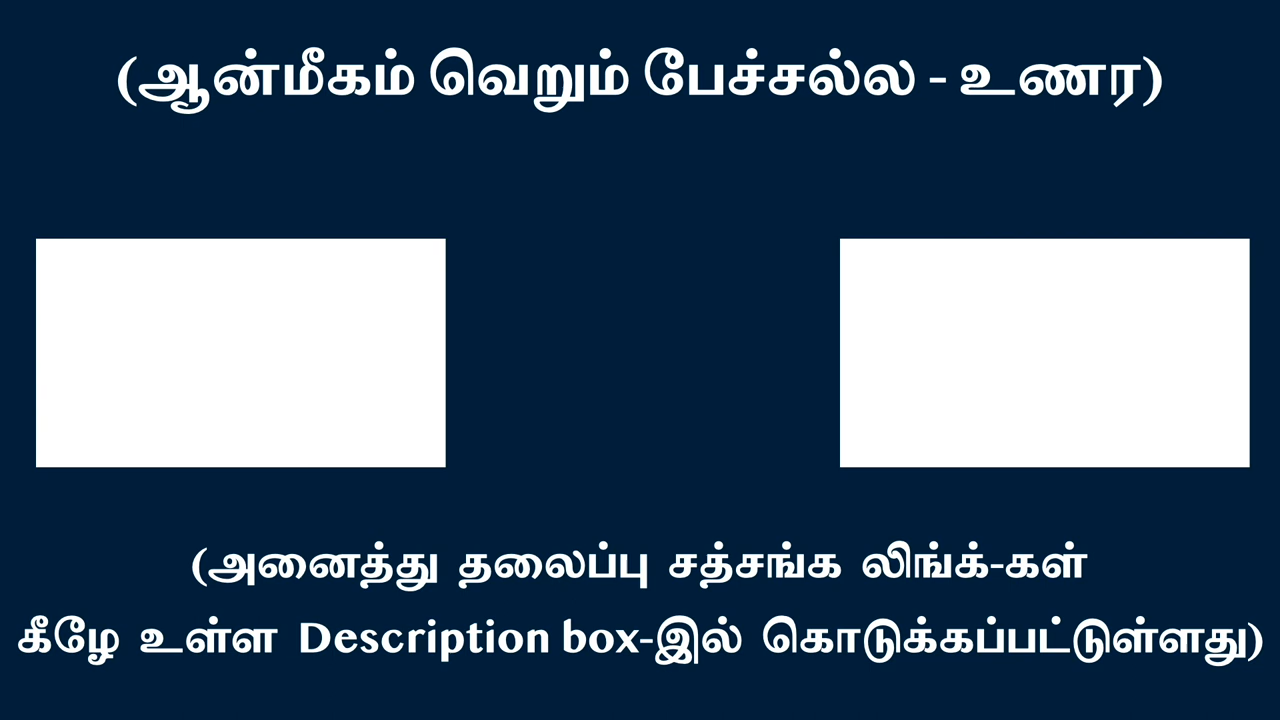 (ஆன்மீகம் வெறும் பேச்சல்ல - உணர)
(அனைத்து தலைப்பு சத்சங்க லிங்க்-கள்
கீழே உள்ள Description box-இல் கொடுக்கப்பட்டுள்ளது)